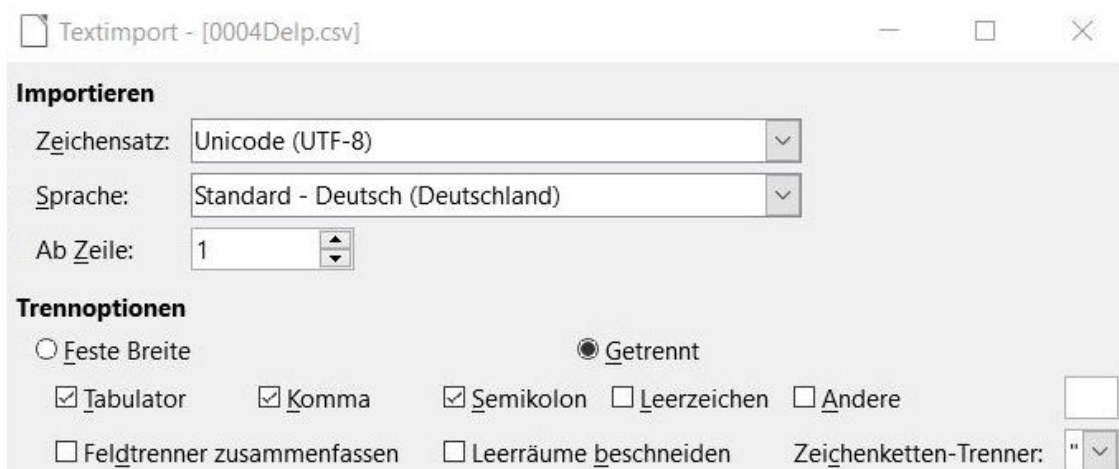 Textimport - [0004Delp.csv]
Importieren
Zeichensatz: Unicode (UTF-8)
Sprache: Standard - Deutsch (Deutschland)
Ab Zeile: 1
Trennoptionen
Feste Breite Getrennt
Tabulator Komma Semikolon Leerzeichen Andere
Feldtrenner zusammenfassen Leerräume beschneiden Zeichenketten-Trenner: "